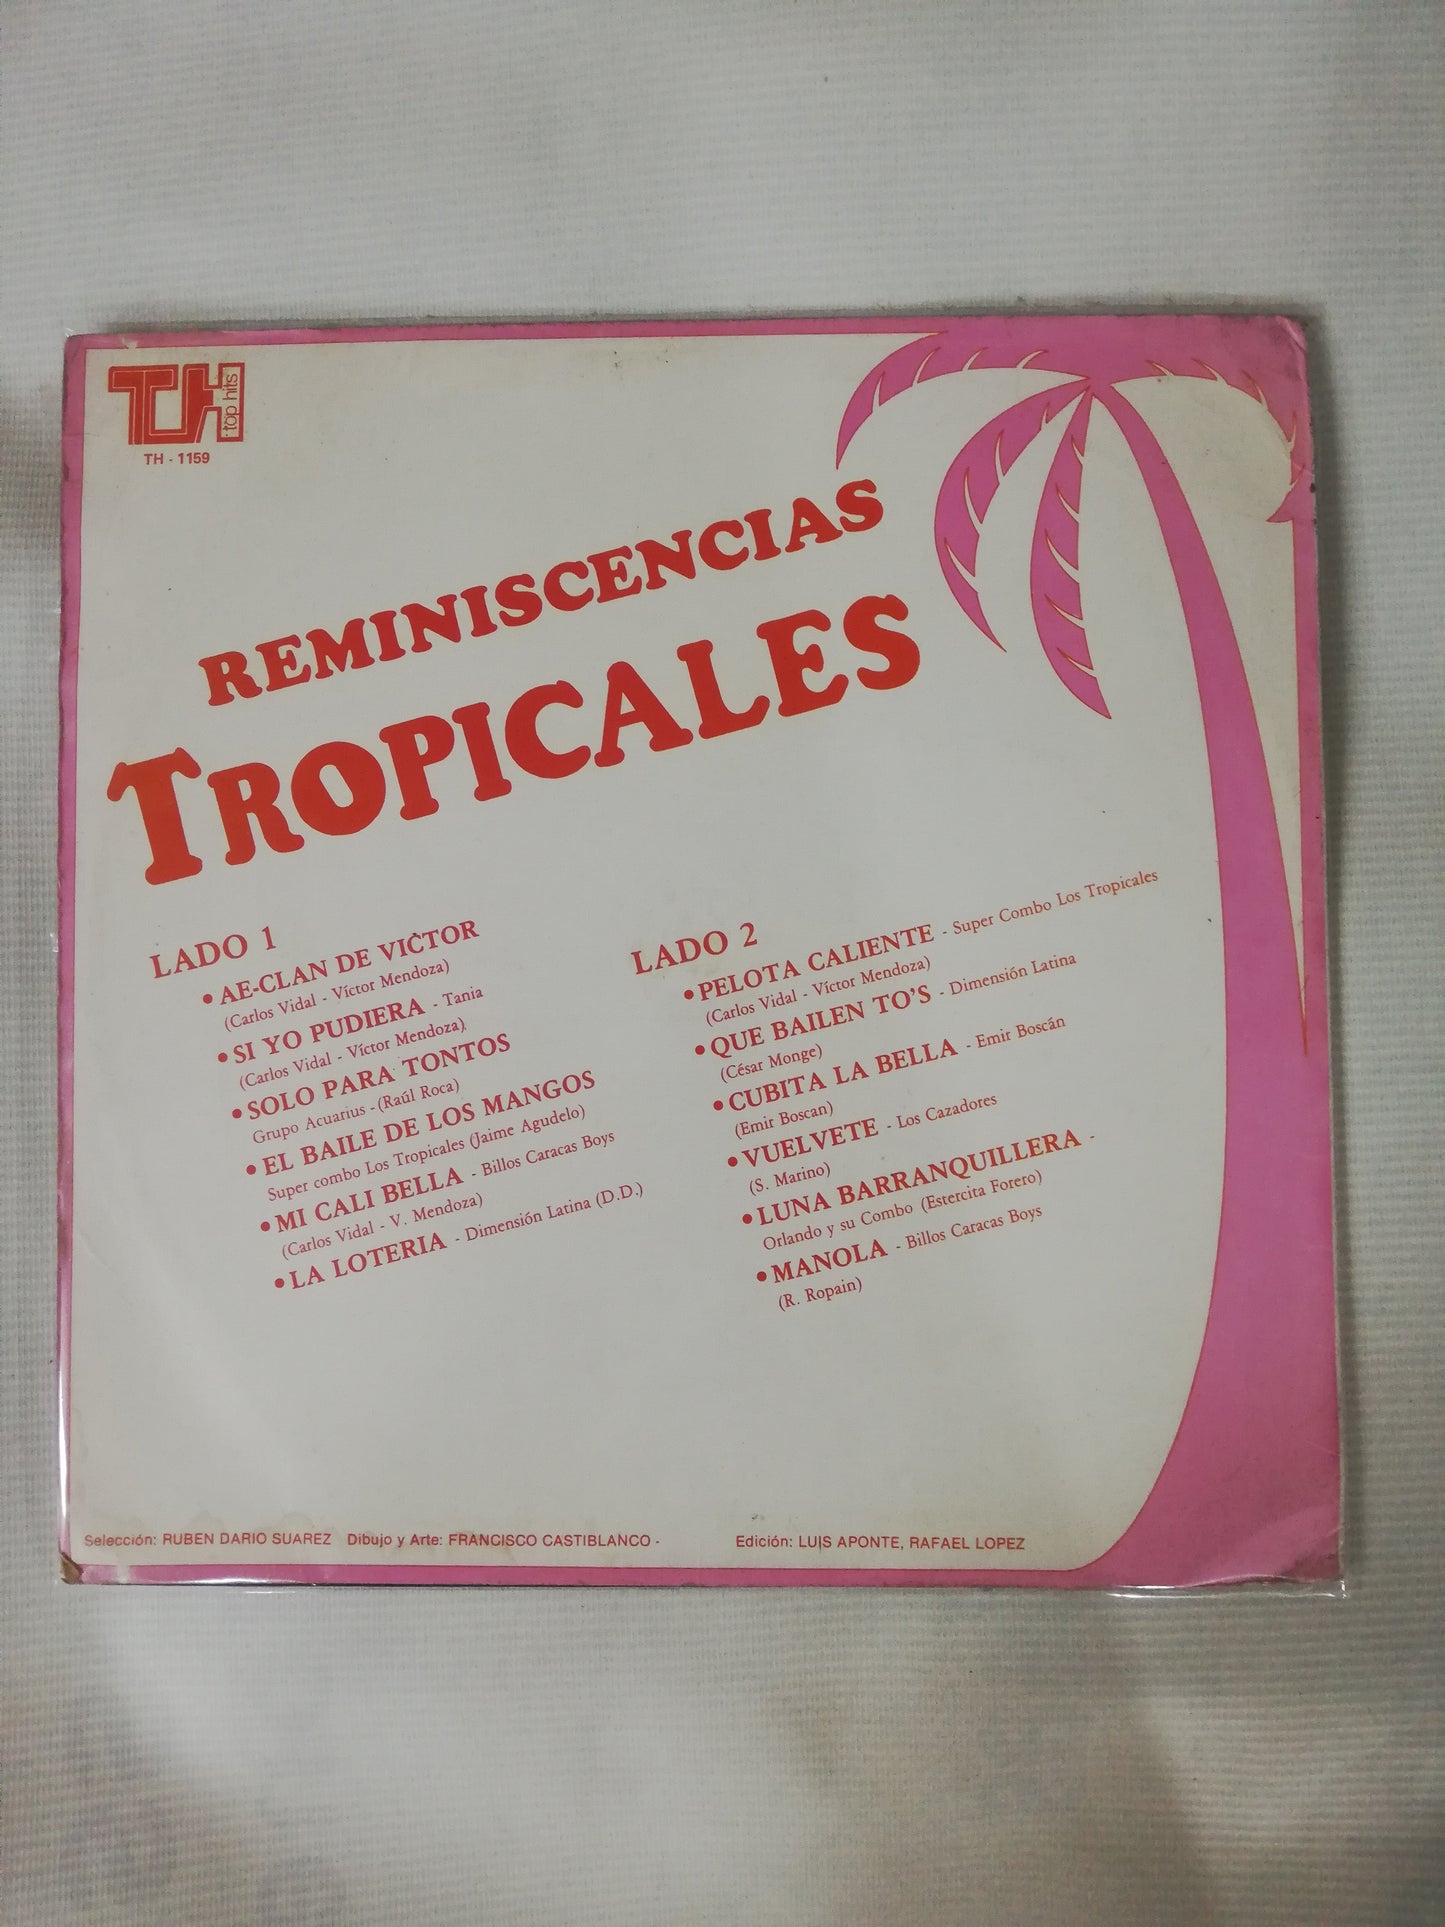 TH top hits
TH - 1159
REMINISCENCIAS
TROPICALES
LADO 1
• AE-CLAN DE VICTOR
(Carlos Vidal - Víctor Mendoza)
• SI YO PUDIERA - Tania
(Carlos Vidal - Víctor Mendoza)
• SOLO PARA TONTOS
Grupo Acuarius - (Raúl Roca)
• EL BAILE DE LOS MANGOS
Super combo Los Tropicales (Jaime Agudelo)
• MI CALI BELLA - Billos Caracas Boys
(Carlos Vidal - V. Mendoza)
• LA LOTERIA - Dimensión Latina (D.D.)
LADO 2
• PELOTA CALIENTE - Super Combo Los Tropicales
(Carlos Vidal - Víctor Mendoza)
• QUE BAILEN TO'S - Dimensión Latina
(César Monge)
• CUBITA LA BELLA - Emir Boscán
(Emir Boscan)
• VUELVETE - Los Cazadores
(S. Marino)
• LUNA BARRANQUILLERA -
Orlando y su Combo (Estercita Forero)
• MANOLA - Billos Caracas Boys
(R. Ropain)
Selección: RUBEN DARIO SUAREZ Dibujo y Arte: FRANCISCO CASTIBLANCO - Edición: LUIS APONTE, RAFAEL LOPEZ